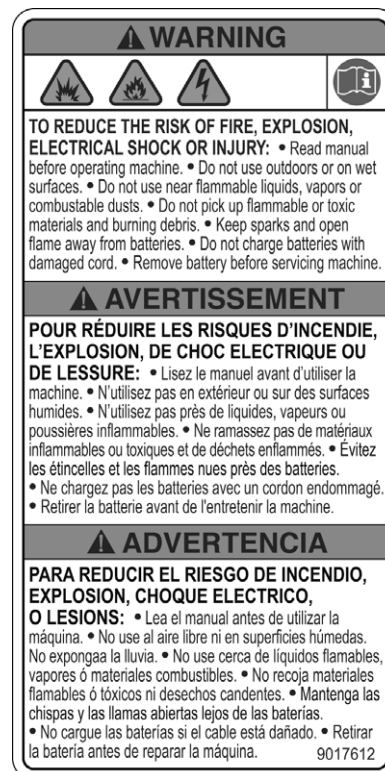 WARNING
TO REDUCE THE RISK OF FIRE, EXPLOSION,
ELECTRICAL SHOCK OR INJURY: • Read manual
before operating machine. • Do not use outdoors or on wet
surfaces. • Do not use near flammable liquids, vapors or
combustable dusts. • Do not pick up flammable or toxic
materials and burning debris. • Keep sparks and open
flame away from batteries. • Do not charge batteries with
damaged cord. • Remove battery before servicing machine.
AVERTISSEMENT
POUR RÉDUIRE LES RISQUES D'INCENDIE,
L'EXPLOSION, DE CHOC ELECTRIQUE OU
DE LESSURE: • Lisez le manuel avant d'utiliser la
machine. • N'utilisez pas en extérieur ou sur des surfaces
humides. • N'utilisez pas près de liquides, vapeurs ou
poussières inflammables. • Ne ramassez pas de matériaux
inflammables ou toxiques et de déchets enflammés. • Évitez
les étincelles et les flammes nues près des batteries.
• Ne chargez pas les batteries avec un cordon endommagé.
• Retirer la batterie avant de l'entretenir la machine.
ADVERTENCIA
PARA REDUCIR EL RIESGO DE INCENDIO,
EXPLOSION, CHOQUE ELECTRICO,
O LESIONS: • Lea el manual antes de utilizar la
máquina. • No use al aire libre ni en superficies húmedas.
No expongaa la lluvia. • No use cerca de líquidos flamables,
vapores ó materiales combustibles. • No recoja materiales
flamables ó tóxicos ni desechos candentes. • Mantenga las
chispas y las llamas abiertas lejos de las baterías.
• No cargue las baterías si el cable está dañado. • Retirar
la batería antes de reparar la máquina. 9017612